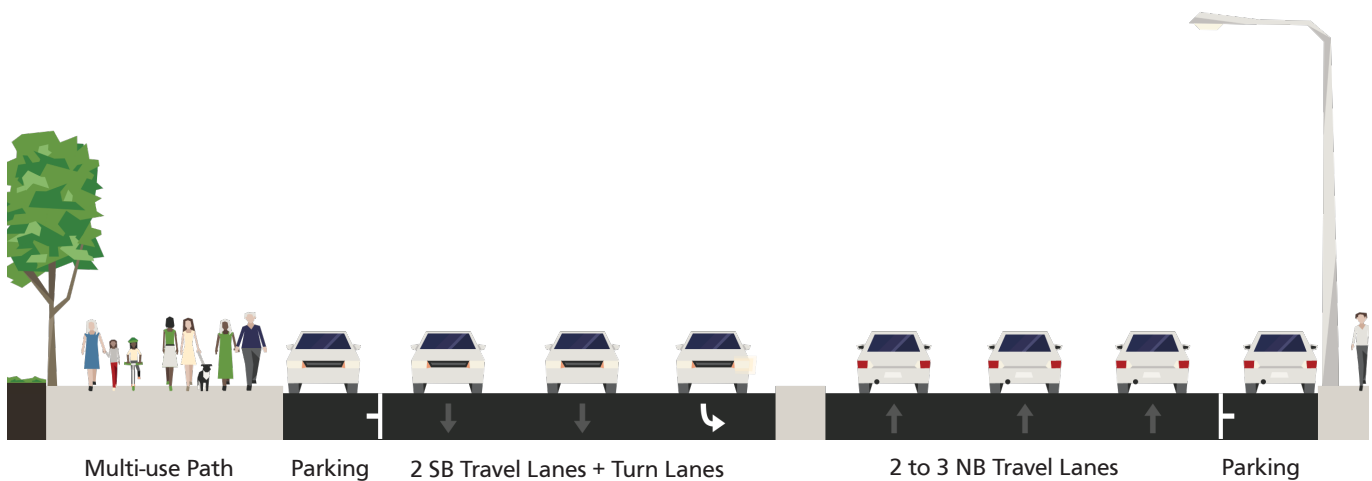 Multi-use Path
Parking
2 SB Travel Lanes + Turn Lanes
2 to 3 NB Travel Lanes
Parking